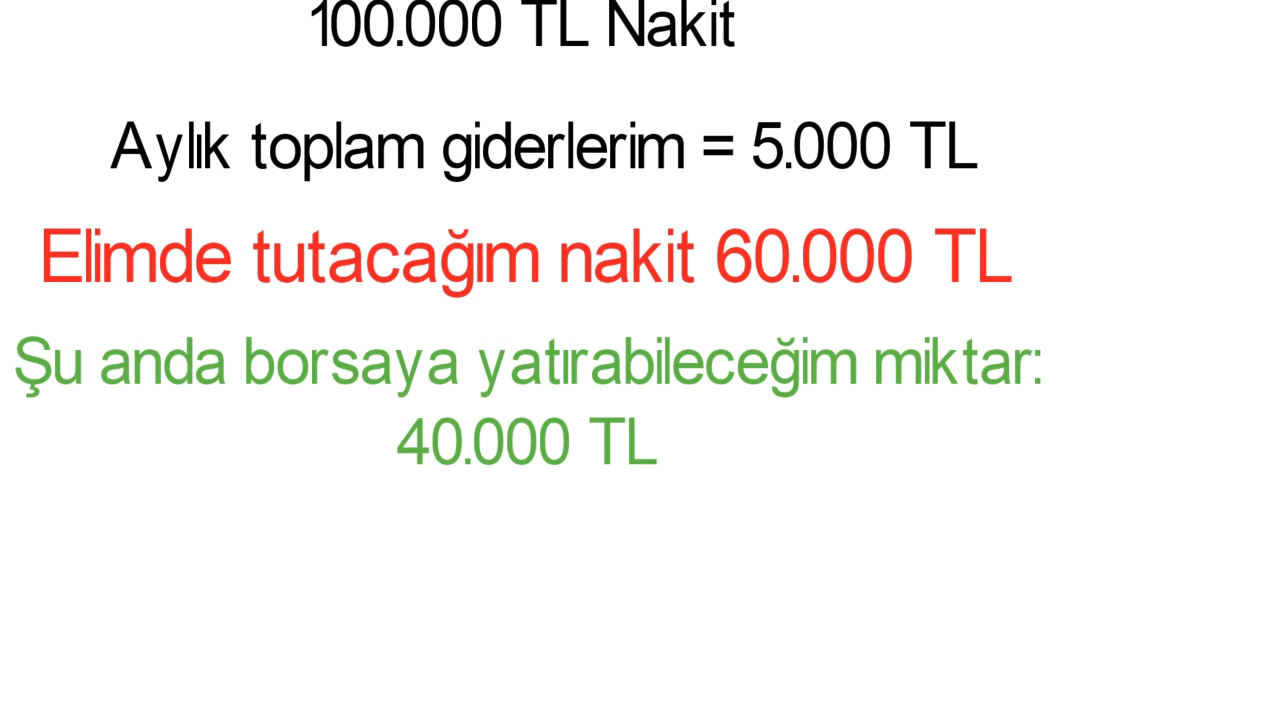 100.000 TL Nakit
Aylık toplam giderlerim = 5.000 TL
Elimde tutacağım nakit 60.000 TL
Şu anda borsaya yatırabileceğim miktar:
40.000 TL